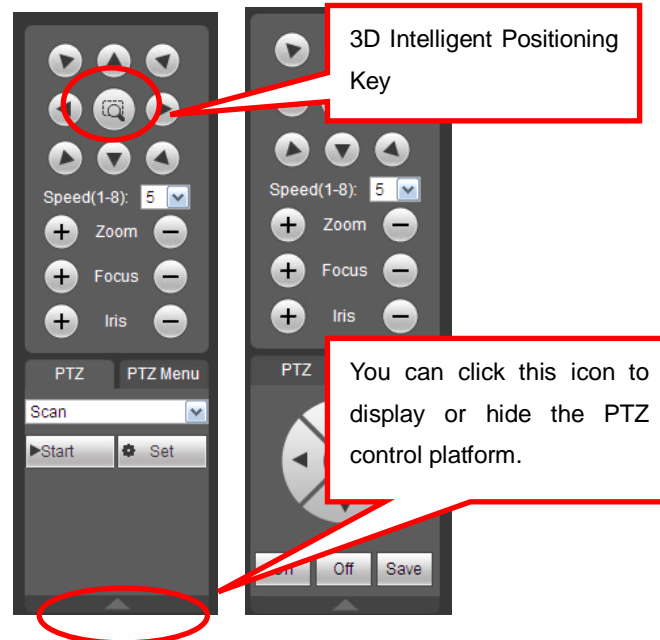 3D Intelligent Positioning
Key
Speed(1-8): 5
Zoom
Focus
Iris
PTZ PTZ Menu
Scan
Start Set
Speed(1-8): 5
Zoom
Focus
Iris
PTZ
You can click this icon to
display or hide the PTZ
control platform.
Off Save